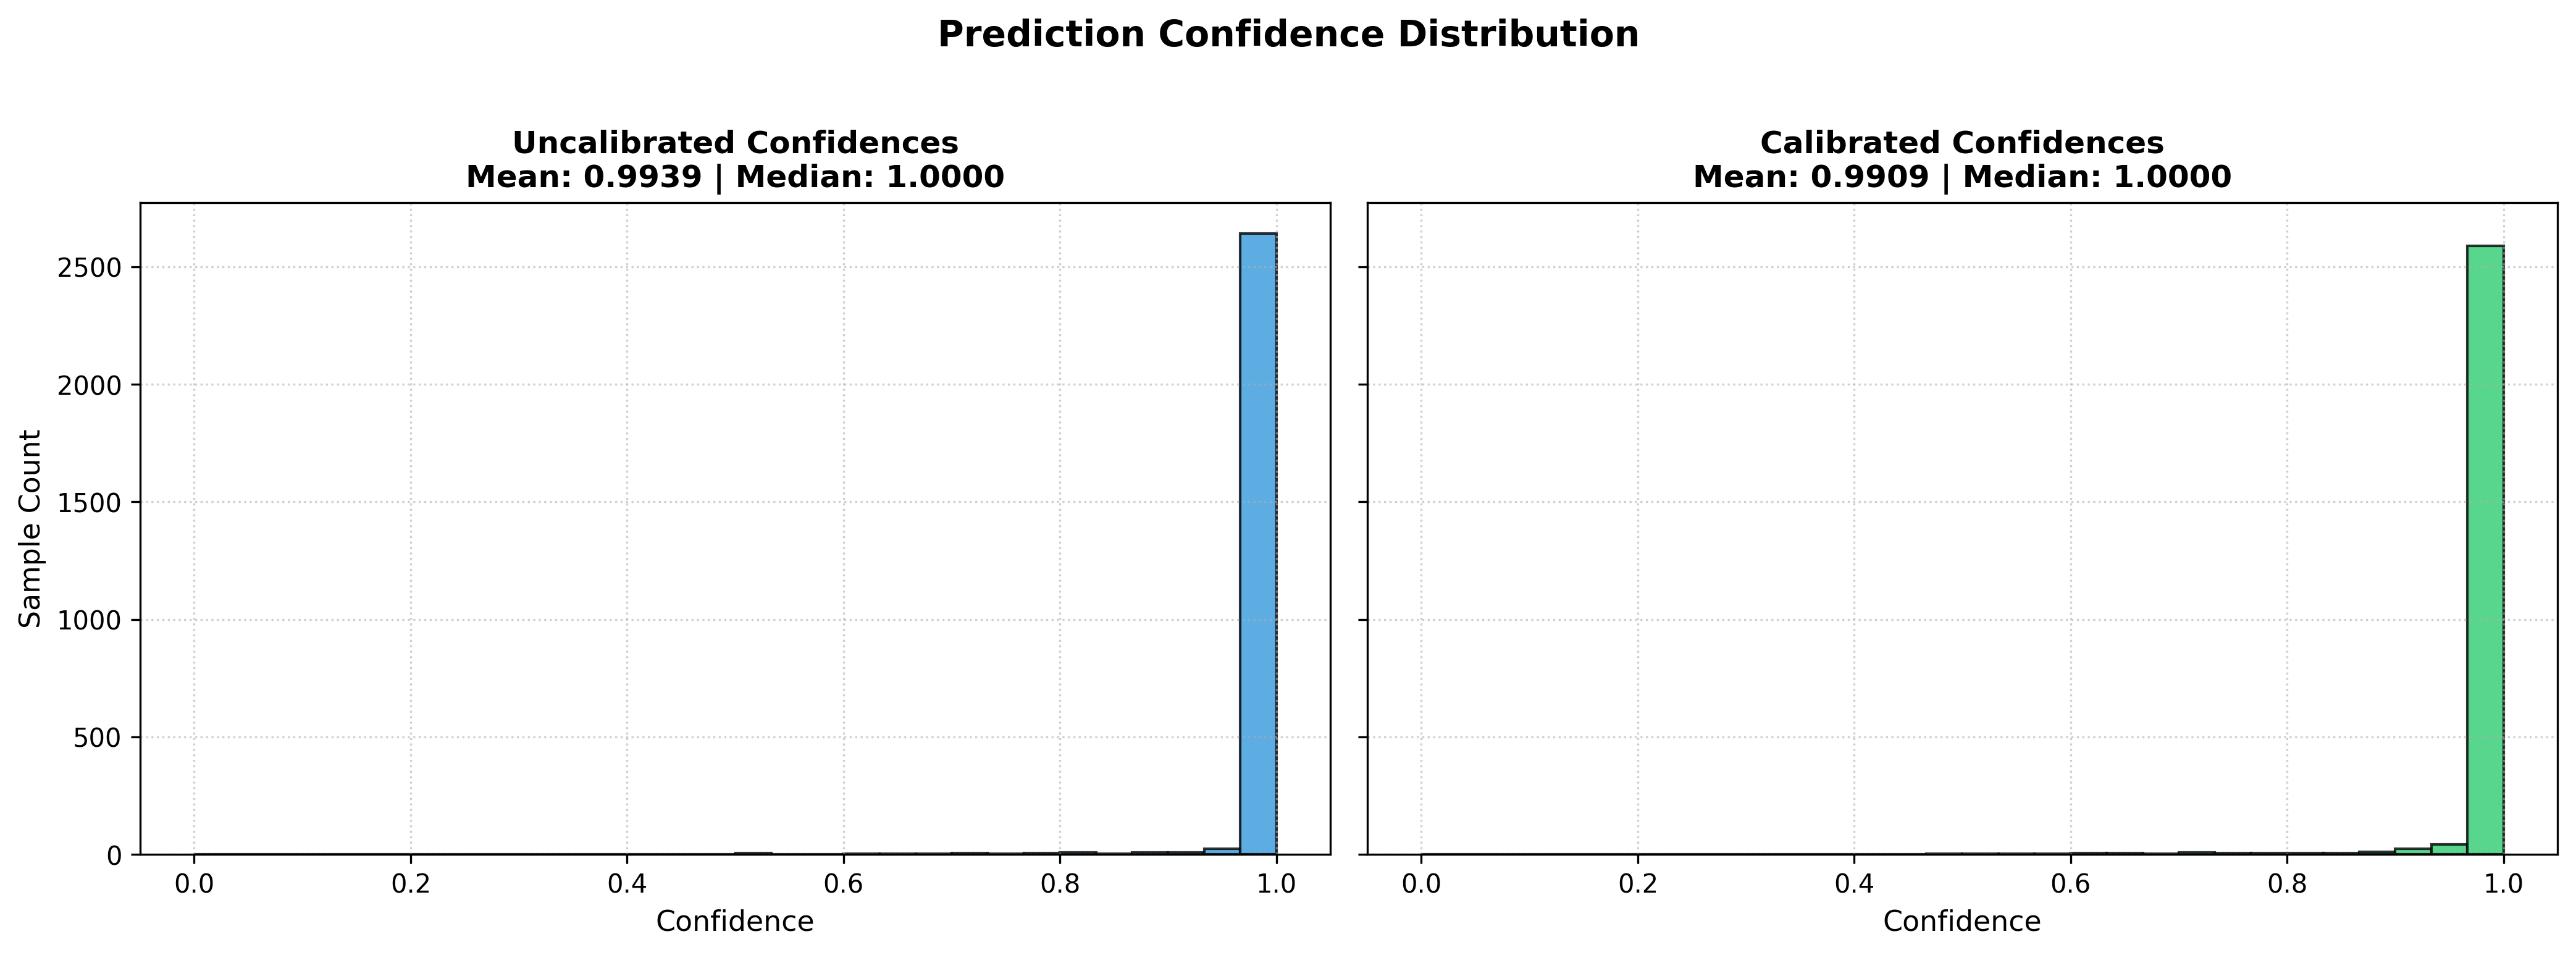 Prediction Confidence Distribution
Uncalibrated Confidences
Mean: 0.9939 | Median: 1.0000
Calibrated Confidences
Mean: 0.9909 | Median: 1.0000
Sample Count
2500
2000
1500
1000
500
0
0.0 0.2 0.4 0.6 0.8 1.0
Confidence
0.0 0.2 0.4 0.6 0.8 1.0
Confidence